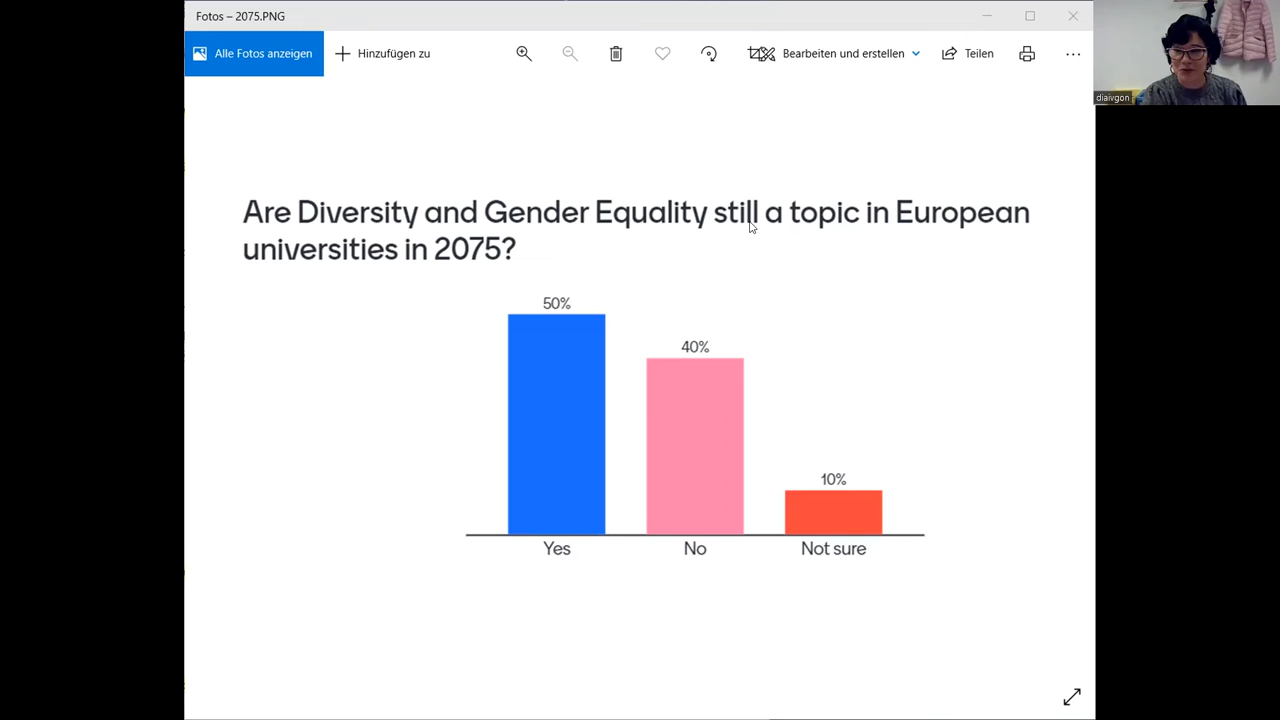 Fotos – 2075.PNG
Alle Fotos anzeigen
Hinzufügen zu
Bearbeiten und erstellen
Teilen
diaivgon
Are Diversity and Gender Equality still a topic in European
universities in 2075?
50%
40%
10%
Yes
No
Not sure